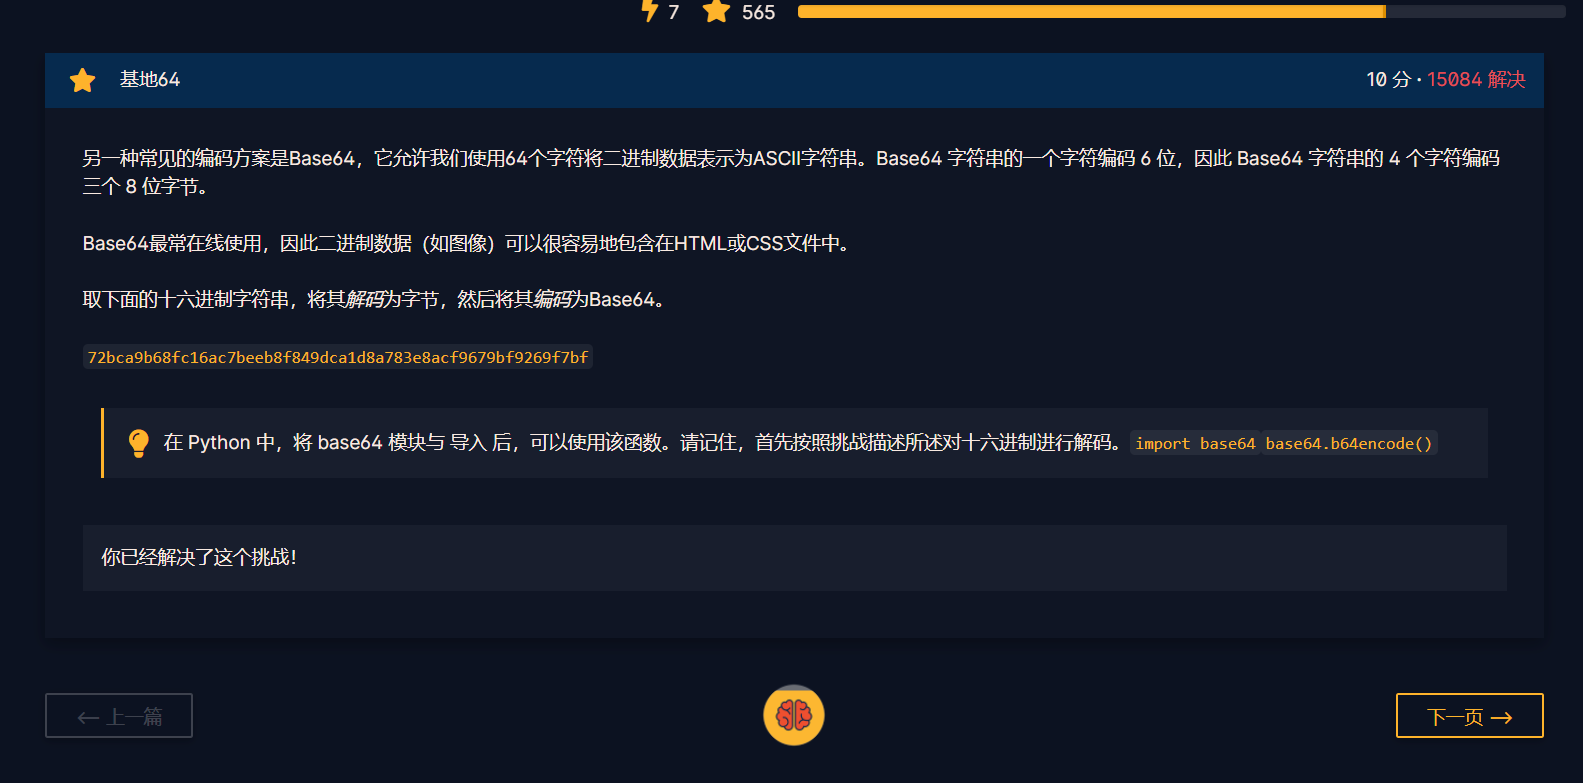 7 565
基地64 10 分 · 15084 解决
另一种常见的编码方案是Base64，它允许我们使用64个字符将二进制数据表示为ASCII字符串。Base64 字符串的一个字符编码 6 位，因此 Base64 字符串的 4 个字符编码
三个 8 位字节。
Base64最常在线使用，因此二进制数据（如图像）可以很容易地包含在HTML或CSS文件中。
取下面的十六进制字符串，将其解码为字节，然后将其编码为Base64。
72bca9b68fc16ac7beeb8f849dca1d8a783e8acf9679bf9269f7bf
在 Python 中，将 base64 模块与 导入 后，可以使用该函数。请记住，首先按照挑战描述所述对十六进制进行解码。import base64 base64.b64encode()
你已经解决了这个挑战！
← 上一篇 下一页 →